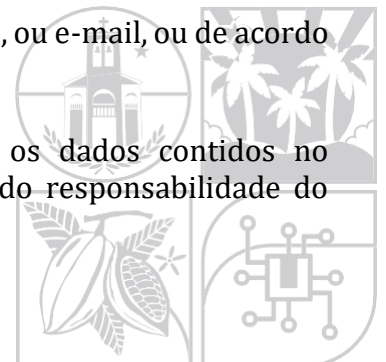 , ou e-mail, ou de acordo
os dados contidos no
do responsabilidade do